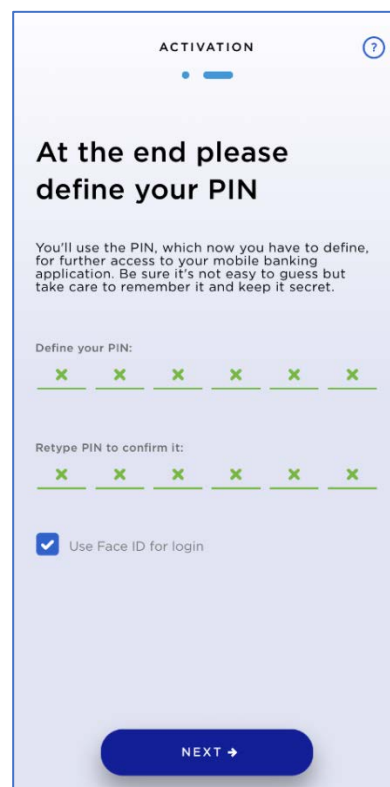 ACTIVATION
?
At the end please
define your PIN
You'll use the PIN, which now you have to define,
for further access to your mobile banking
application. Be sure it's not easy to guess but
take care to remember it and keep it secret.
Define your PIN:
× × × × × ×
Retype PIN to confirm it:
× × × × × ×
Use Face ID for login
NEXT →